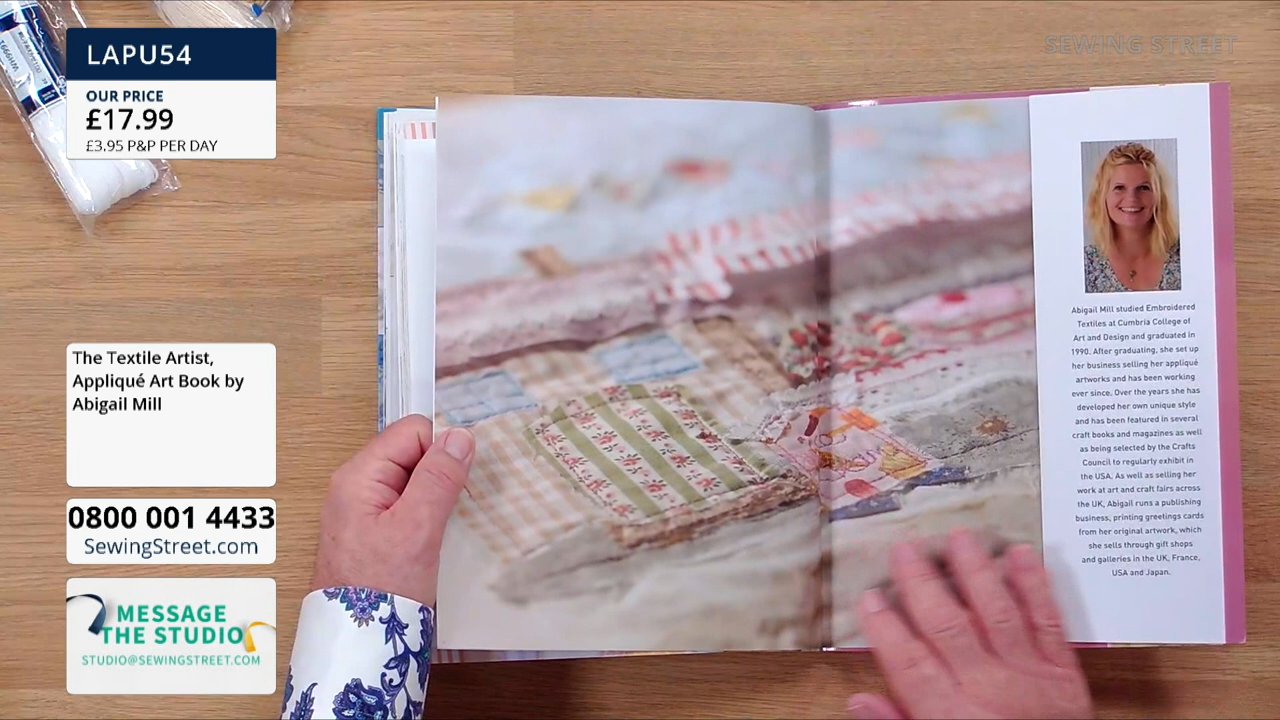 LAPU54
OUR PRICE
£17.99
£3.95 P&P PER DAY
SEWING STREET
The Textile Artist,
Appliqué Art Book by
Abigail Mill
0800 001 4433
SewingStreet.com
MESSAGE
THE STUDIO
STUDIO@SEWINGSTREET.COM
Abigail Mill studied Embroidered
Textiles at Cumbria College of
Art and Design and graduated in
1990. After graduating, she set up
her business selling her appliqué
artworks and has been working
ever since. Over the years she has
developed her own unique style
and has been featured in several
craft books and magazines as well
as being selected by the Crafts
Council to regularly exhibit in
the USA. As well as selling her
work at art and craft fairs across
the UK, Abigail runs a publishing
business, printing greetings cards
from her original artwork, which
she sells through gift shops
and galleries in the UK, France,
USA and Japan.